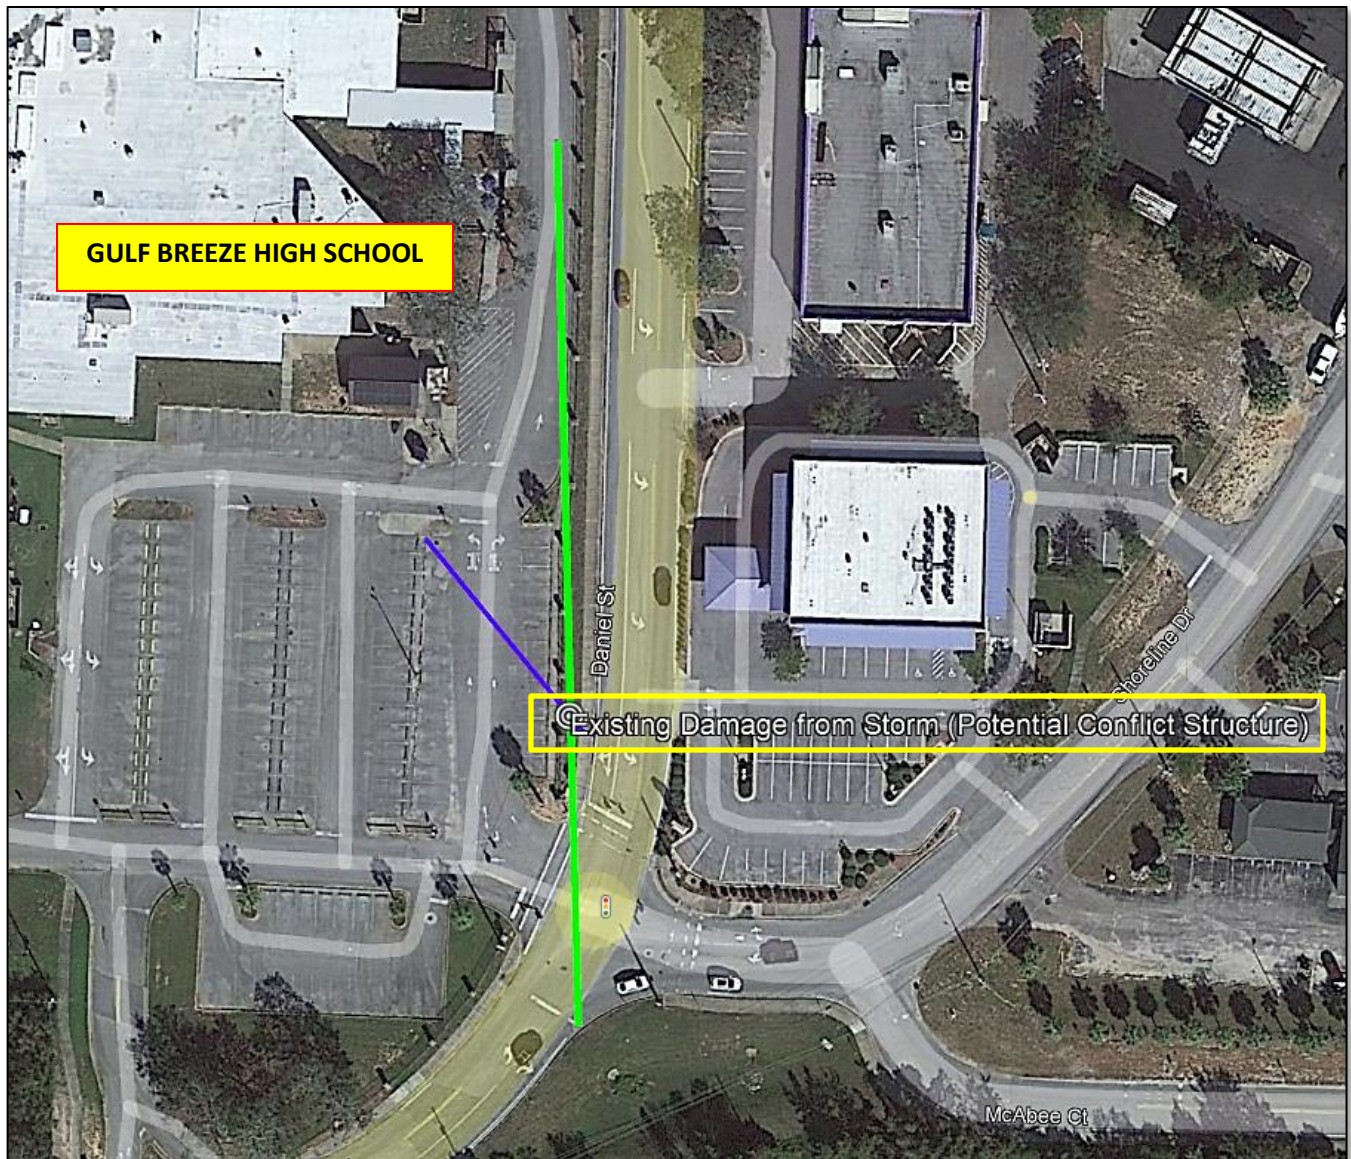 GULF BREEZE HIGH SCHOOL
Daniel St
Shoreline Dr
Existing Damage from Storm (Potential Conflict Structure)
McAbee Ct